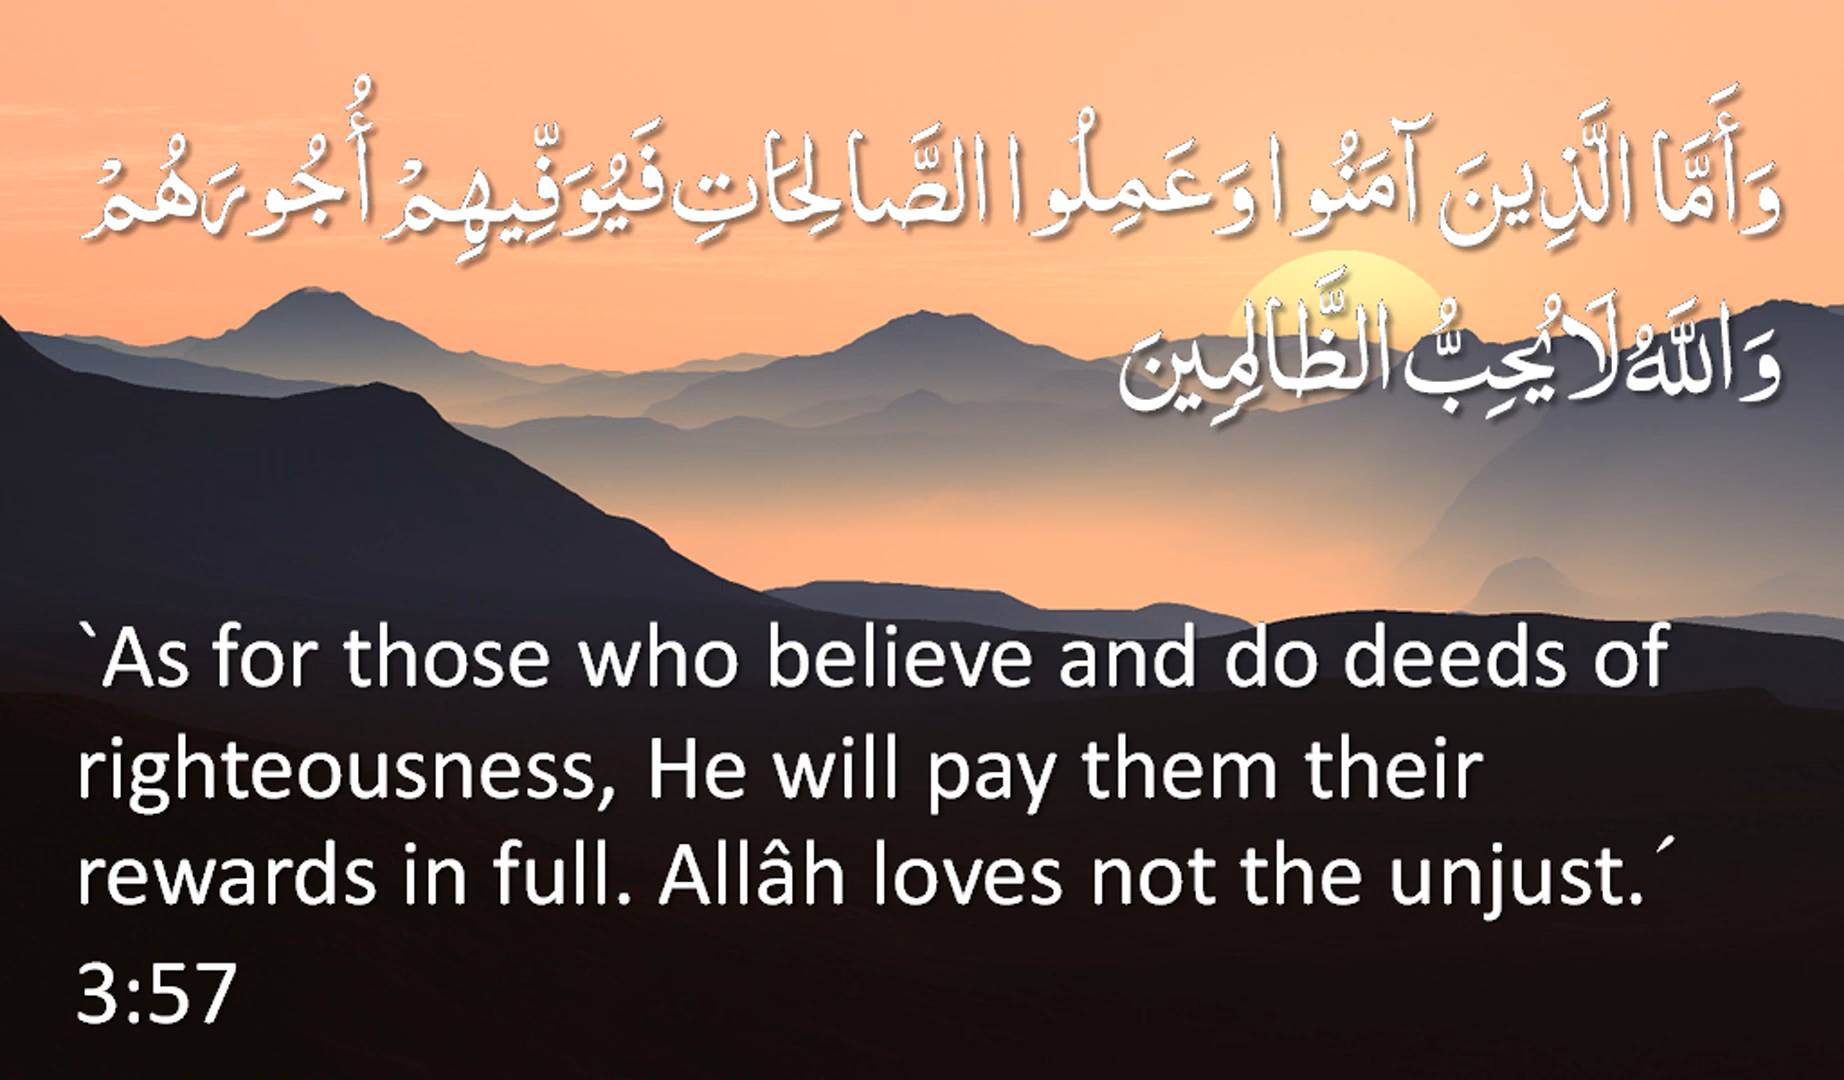 وَأَمَّا الَّذِينَ آمَنُوا وَعَمِلُوا الصَّالِحَاتِ فَيُوَفِّيهِمْ أُجُورَهُمْ
وَاللَّهُ لَا يُحِبُّ الظَّالِمِينَ
`As for those who believe and do deeds of
righteousness, He will pay them their
rewards in full. Allâh loves not the unjust.´
3:57